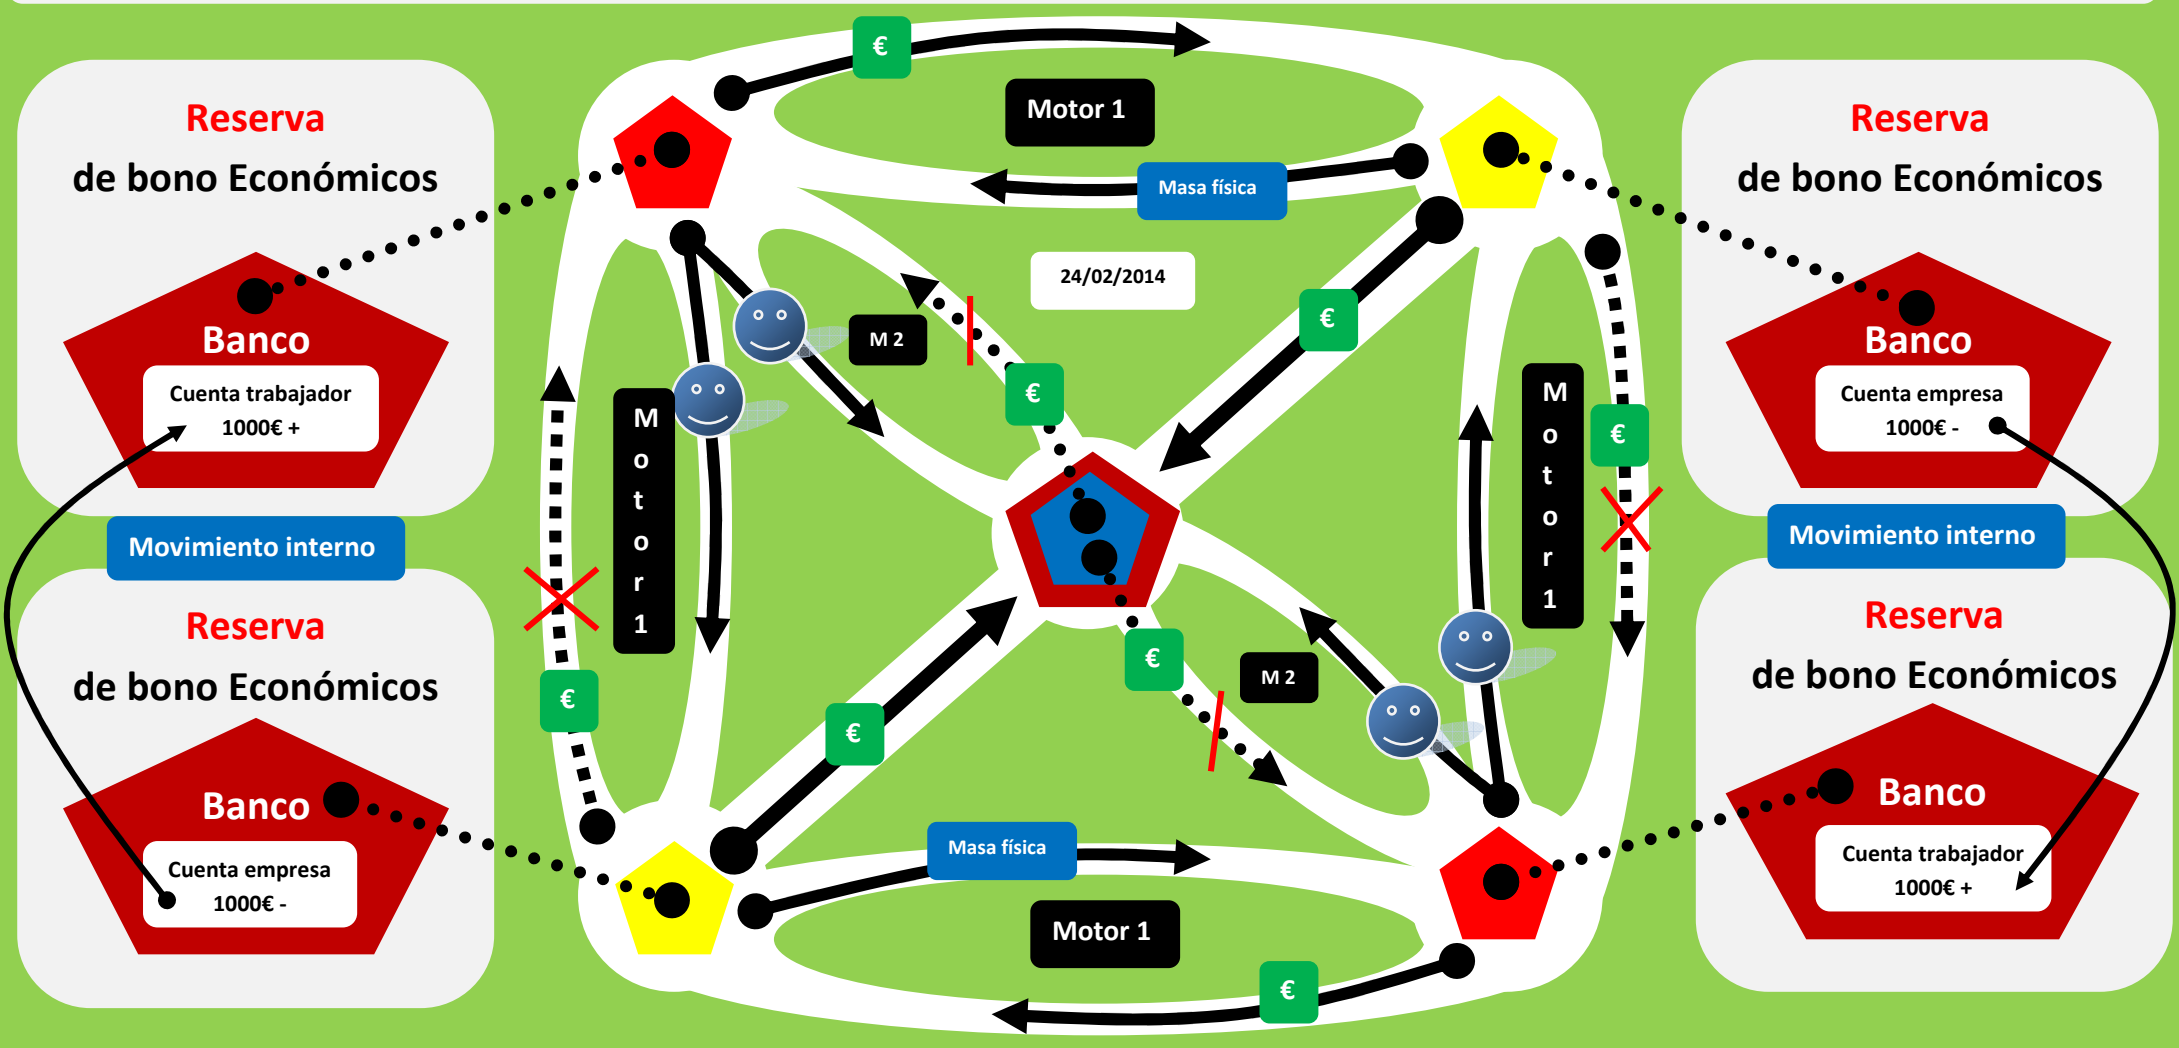 €
Motor 1
Masa física
24/02/2014
Reserva
de bono Económicos
Banco
Cuenta trabajador
1000€ +
Movimiento interno
Reserva
de bono Económicos
Banco
Cuenta empresa
1000€ -
M 2
€
€
M
o
t
o
r
1
€
€
M
o
t
o
r
1
€
€
M 2
Masa física
Motor 1
€
Reserva
de bono Económicos
Banco
Cuenta empresa
1000€ -
Movimiento interno
Reserva
de bono Económicos
Banco
Cuenta trabajador
1000€ +